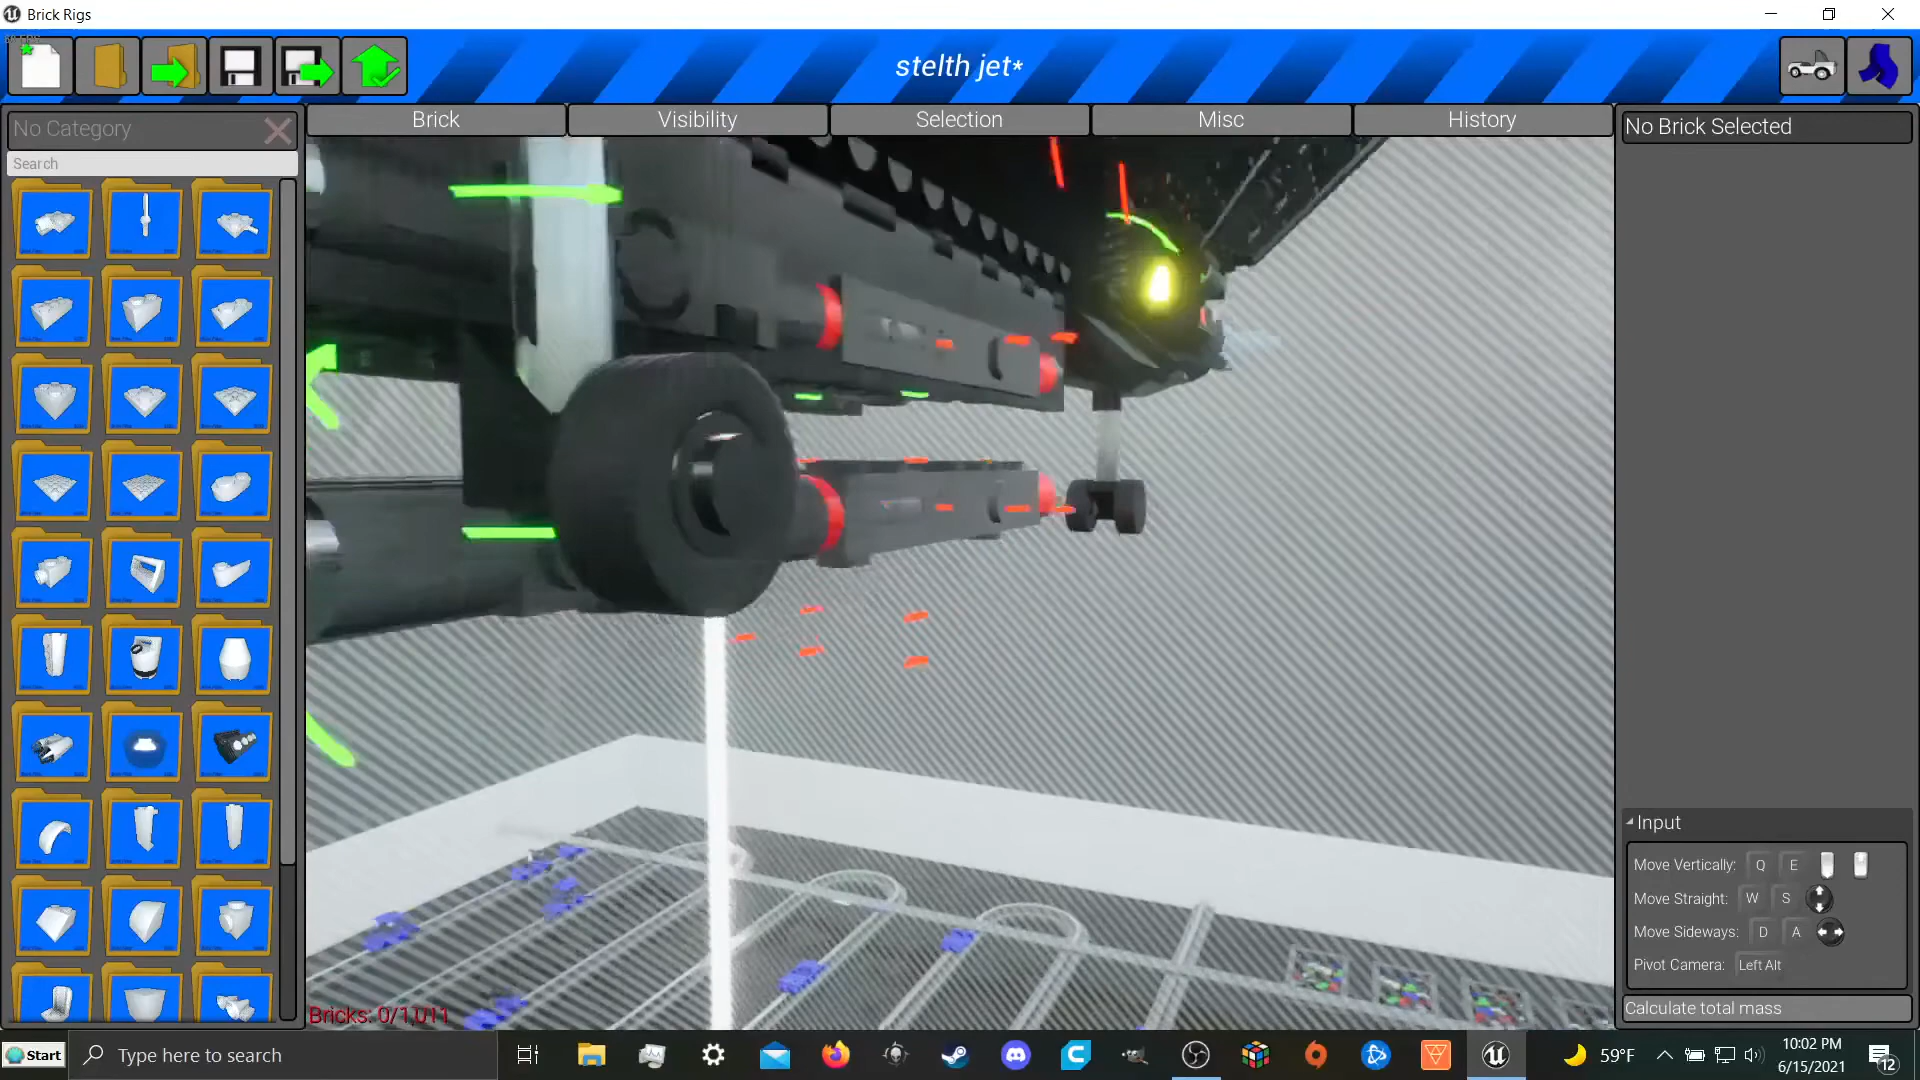 Brick Rigs
stelth jet*
No Category
Search
Brick
Visibility
Selection
Misc
History
No Brick Selected
Input
Move Vertically: Q E
Move Straight: W S
Move Sideways: D A
Pivot Camera: Left Alt
Calculate total mass
Bricks: 0/1,011
Start
Type here to search
59°F
10:02 PM
6/15/2021
12